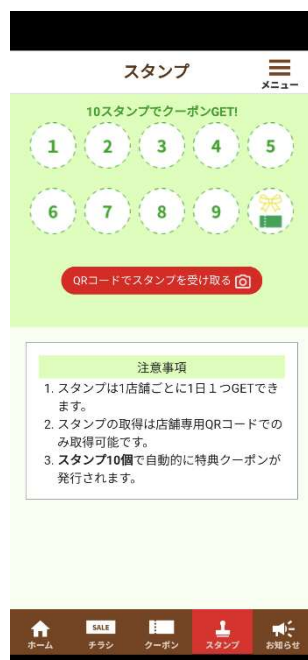 スタンプ
メニュー
10スタンプでクーポンGET!
1 2 3 4 5
6 7 8 9
QRコードでスタンプを受け取る
注意事項
1. スタンプは1店舗ごとに1日１つGETでき
ます。
2. スタンプの取得は店舗専用QRコードでの
み取得可能です。
3. スタンプ10個で自動的に特典クーポンが
発行されます。
SALE
ホーム チラシ クーポン スタンプ お知らせ